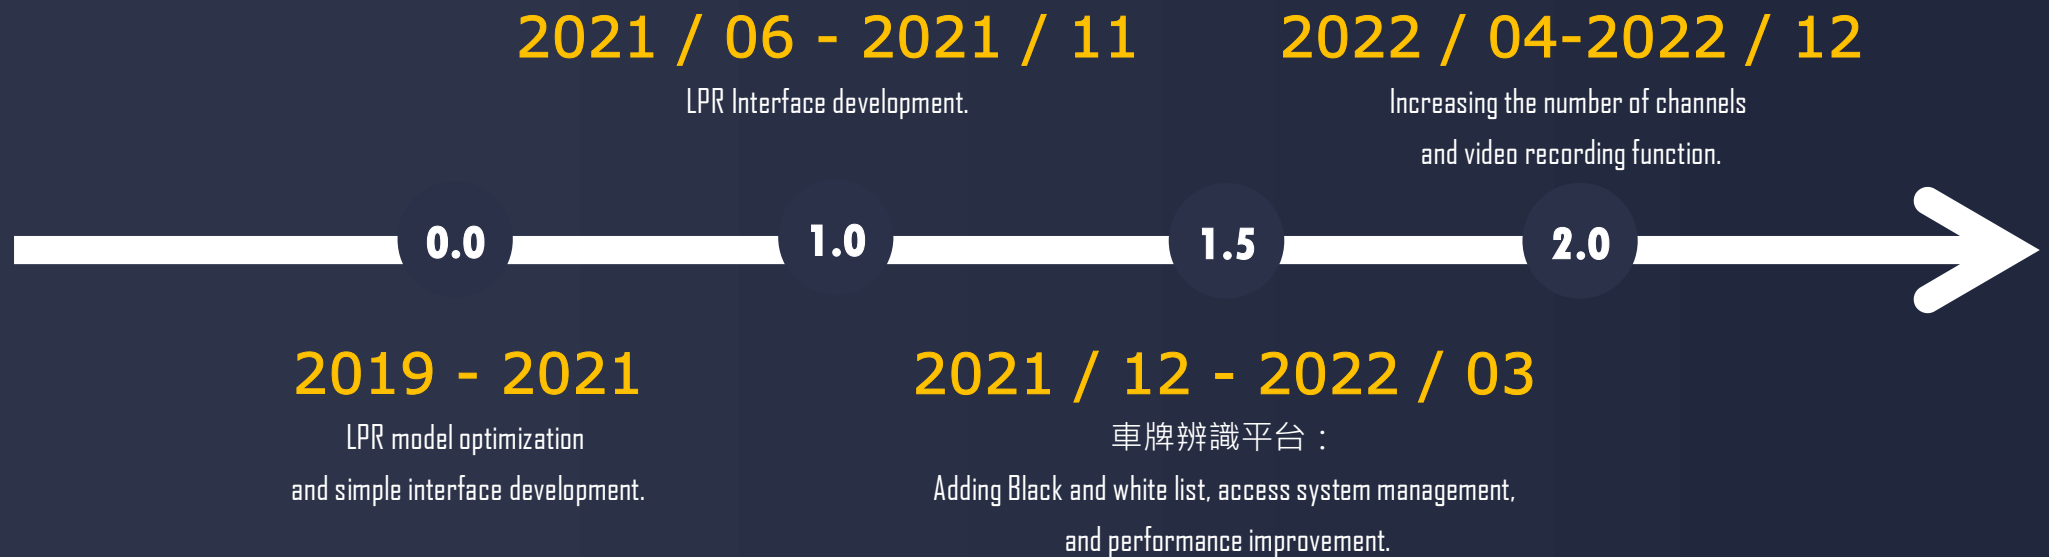 2021 / 06 - 2021 / 11
LPR Interface development.
2022 / 04-2022 / 12
Increasing the number of channels
and video recording function.
0.0
1.0
1.5
2.0
2019 - 2021
LPR model optimization
and simple interface development.
2021 / 12 - 2022 / 03
車牌辨識平台：
Adding Black and white list, access system management,
and performance improvement.